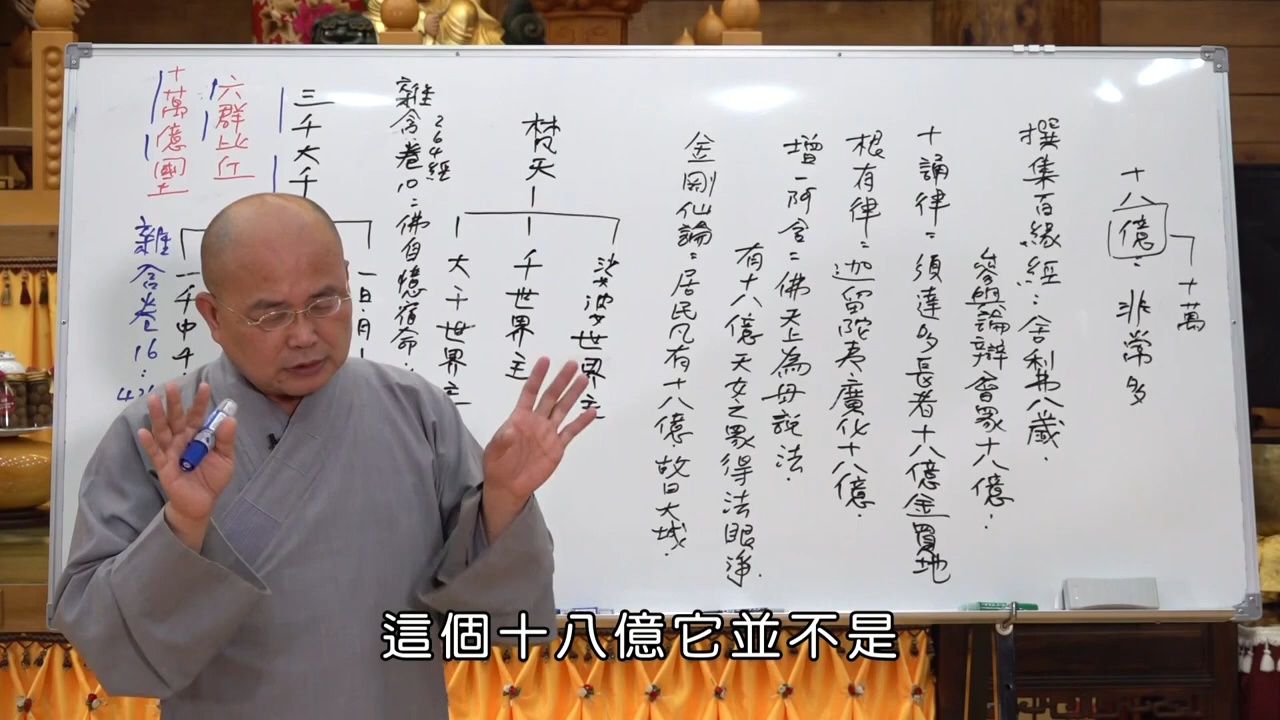 十八億：非常多
十萬
撰集百緣經：舍利弗八歲．
參與論辯會眾十八億．
十誦律：須達多長者十八億金買地
根有律：迦留陀夷廣化十八億．
增一阿含：佛天上為母說法．
有十八億天女之眾得法眼淨．
金剛仙論：居民凡有十八億．故曰大城．
梵天
娑婆世界主
千世界主
大千世界主
264經
雜含．卷10：佛自憶宿命：
三千大千
一日．月
一千中千
六群比丘
十萬億國土
雜含卷16：
這個十八億它並不是